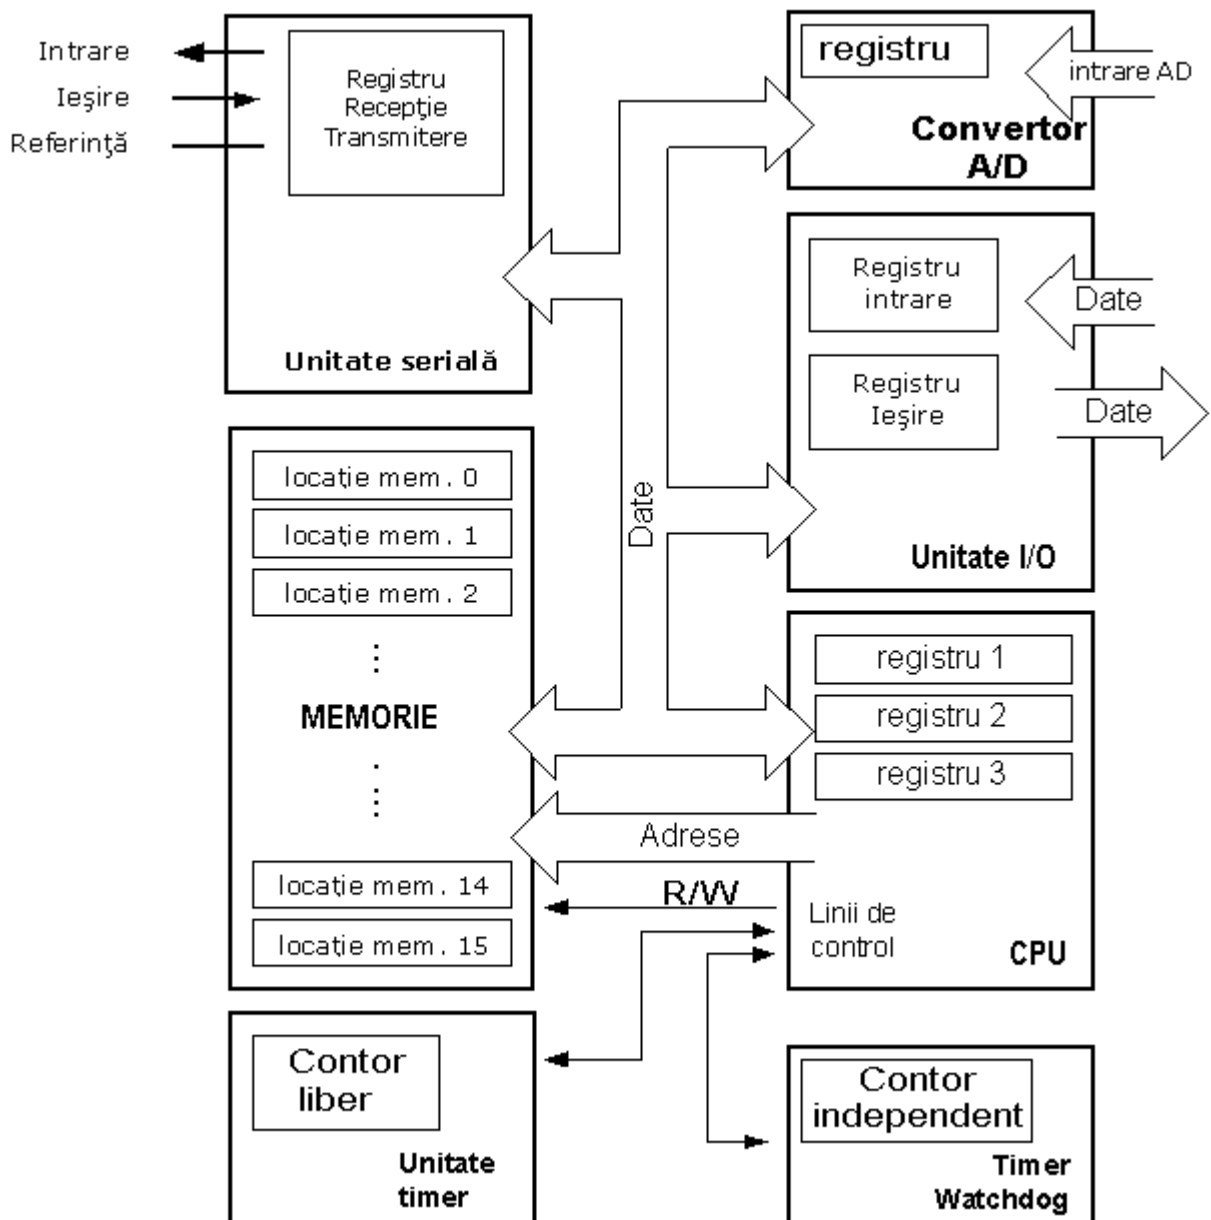 Intrare
Ieşire
Referinţă
Registru
Recepţie
Transmitere
Unitate serială
registru
intrare AD
Convertor
A/D
Registru
intrare
Date
Registru
Ieşire
Date
Unitate I/O
Date
locaţie mem. 0
locaţie mem. 1
locaţie mem. 2
MEMORIE
locaţie mem. 14
locaţie mem. 15
registru 1
registru 2
registru 3
Adrese
R/W
Linii de
control
CPU
Contor
liber
Unitate
timer
Contor
independent
Timer
Watchdog